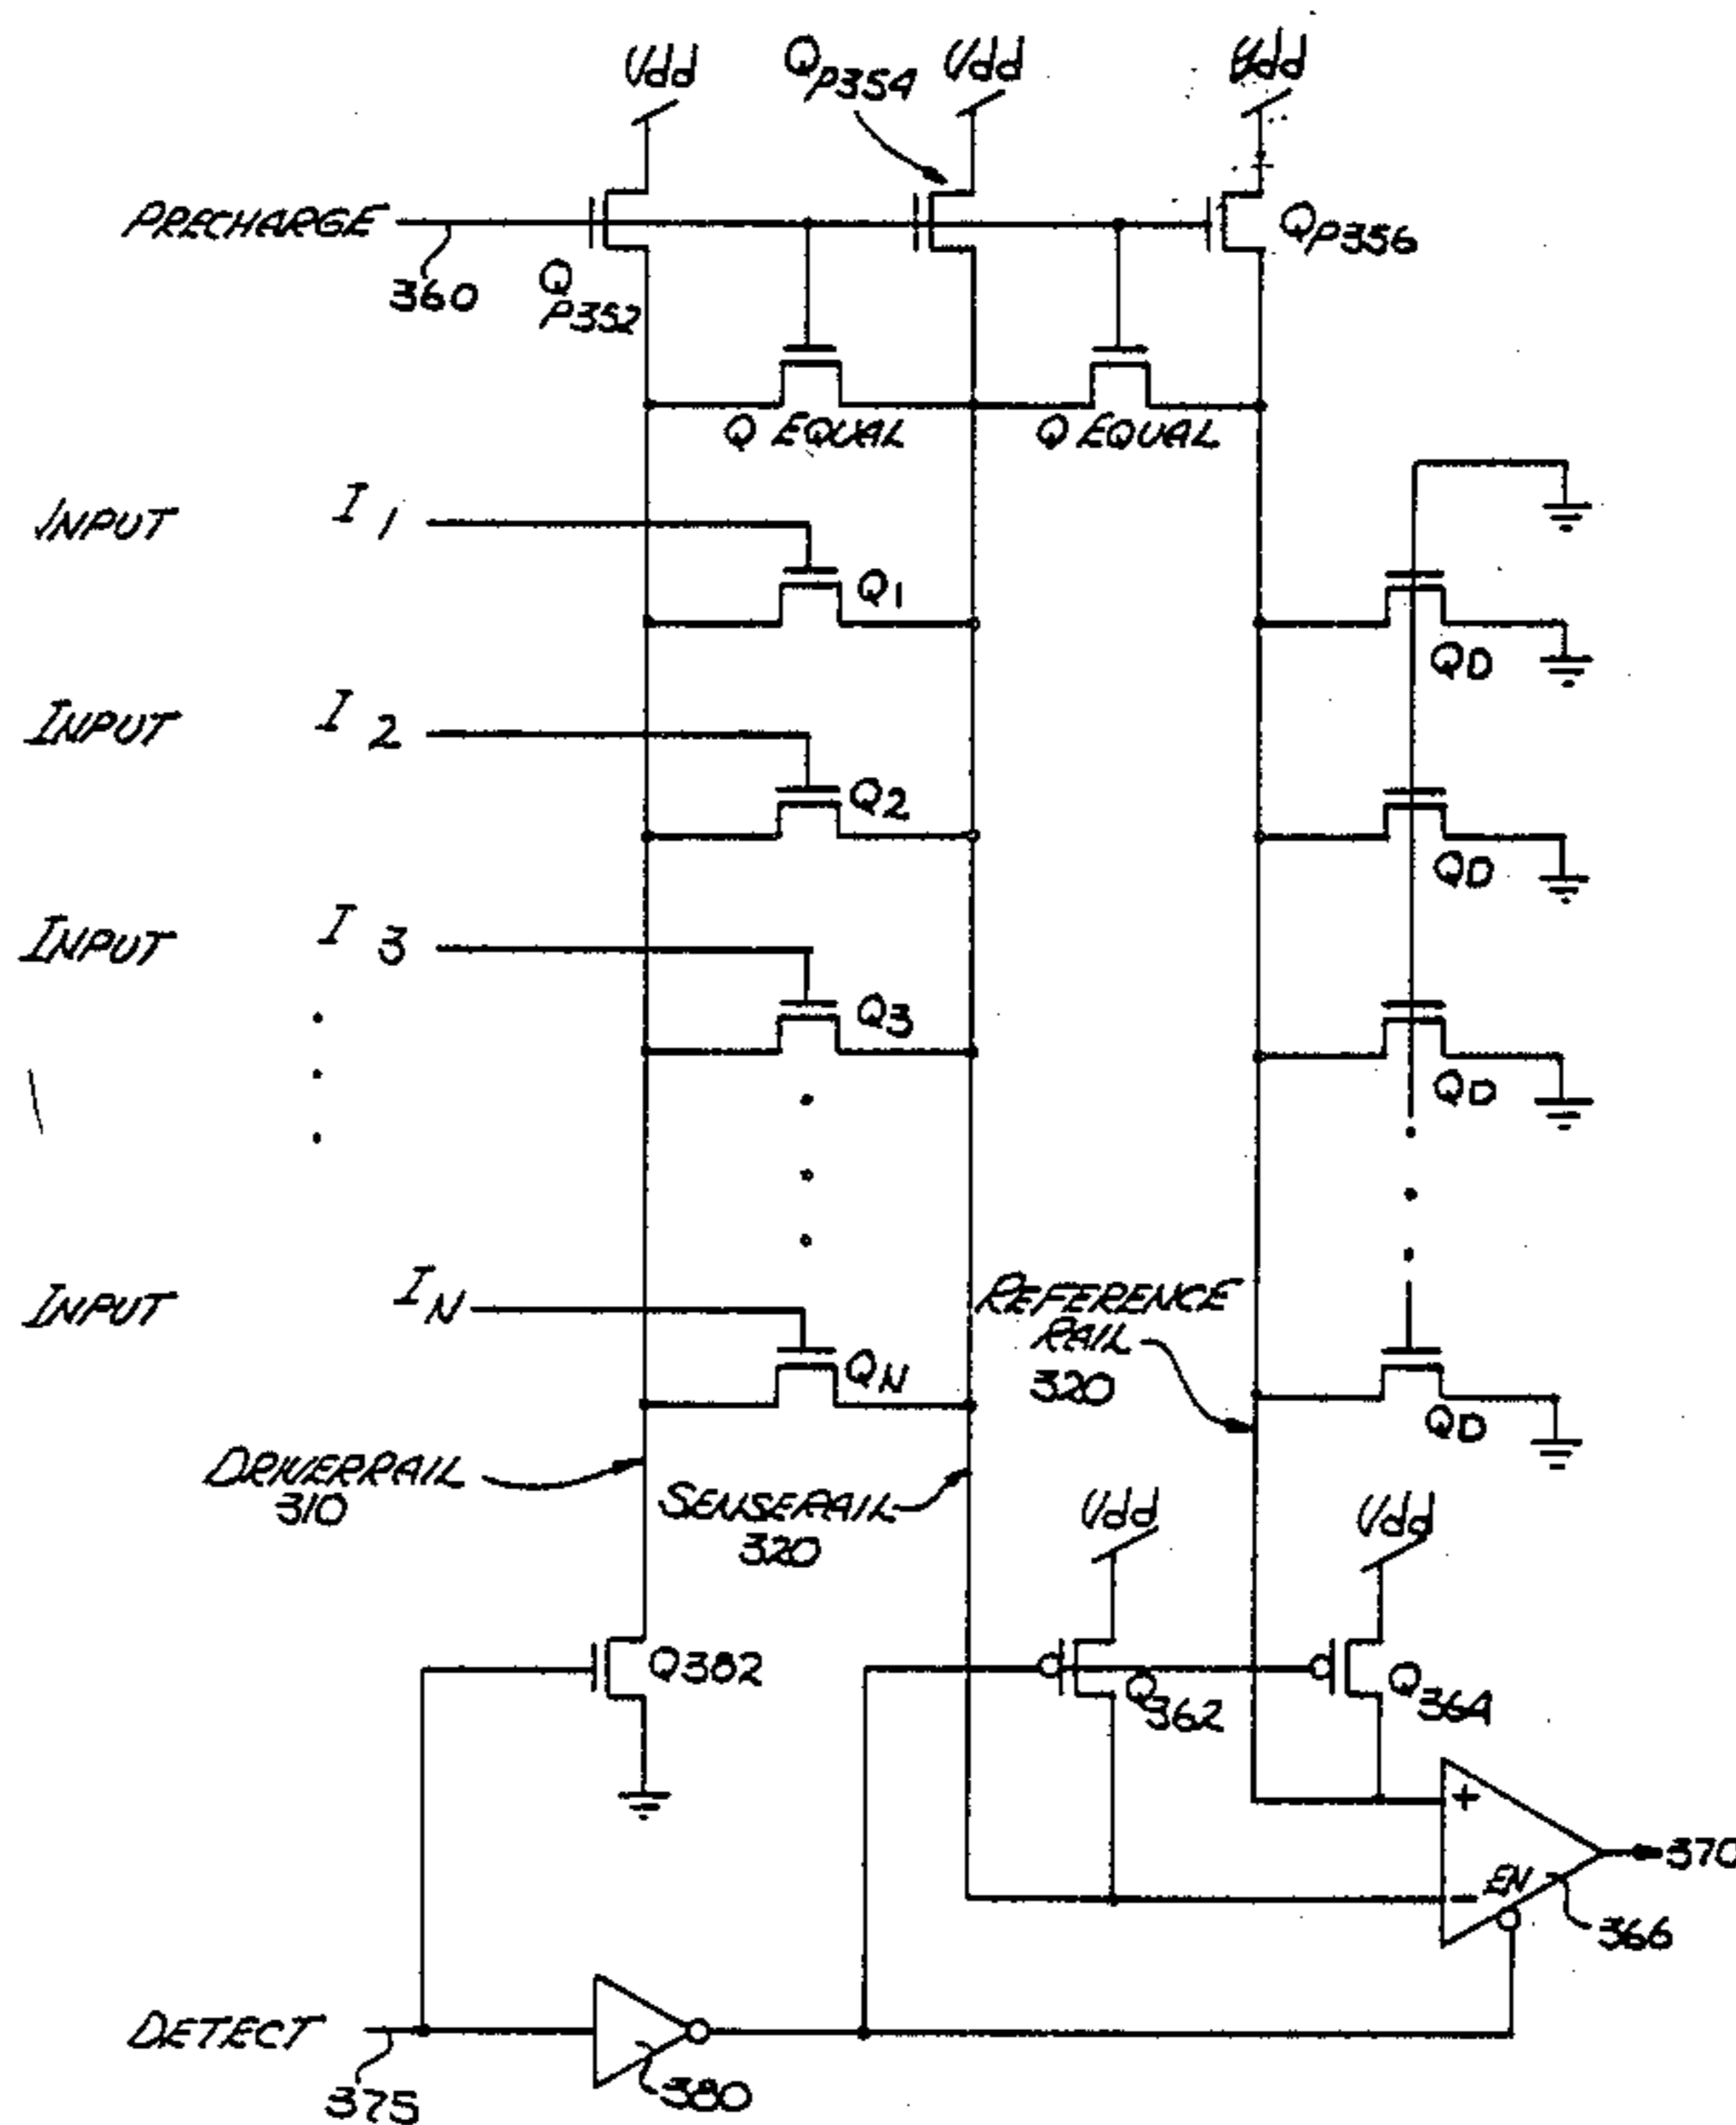 Vdd
QP354
Vdd
Vdd
PRECHARGE
360
QP352
QP356
Q EQUAL
Q EQUAL
INPUT I1
Q1
QD
INPUT I2
Q2
QD
INPUT I3
Q3
QD
INPUT IN
QN
REFERENCE
RAIL
320
QD
DRIVERRAIL
310
SENSERAIL
320
Vdd
Vdd
Q382
Q362
Q364
+
370
EN
-
366
DETECT
375
380